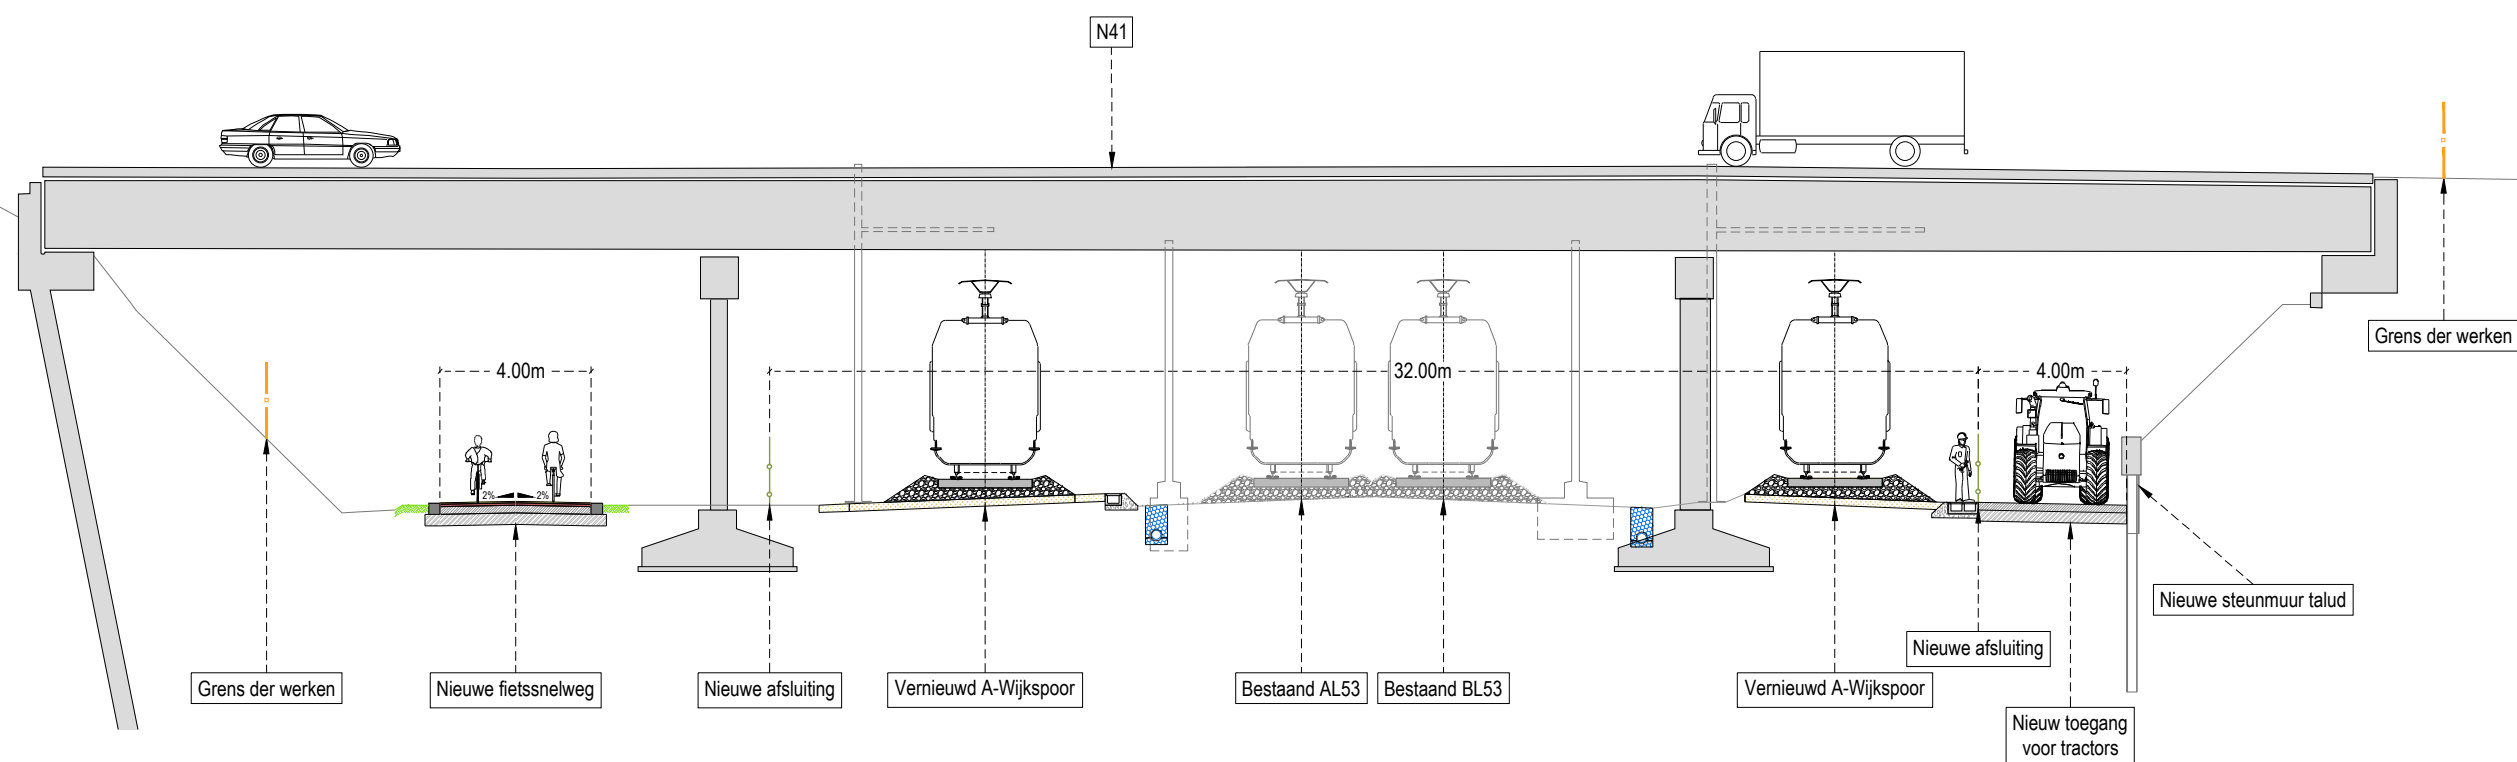 N41
Grens der werken
4.00m
32.00m
4.00m
2%
2%
Nieuwe steunmuur talud
Nieuwe afsluiting
Grens der werken
Nieuwe fietssnelweg
Nieuwe afsluiting
Vernieuwd A-Wijkspoor
Bestaand AL53
Bestaand BL53
Vernieuwd A-Wijkspoor
Nieuw toegang
voor tractors